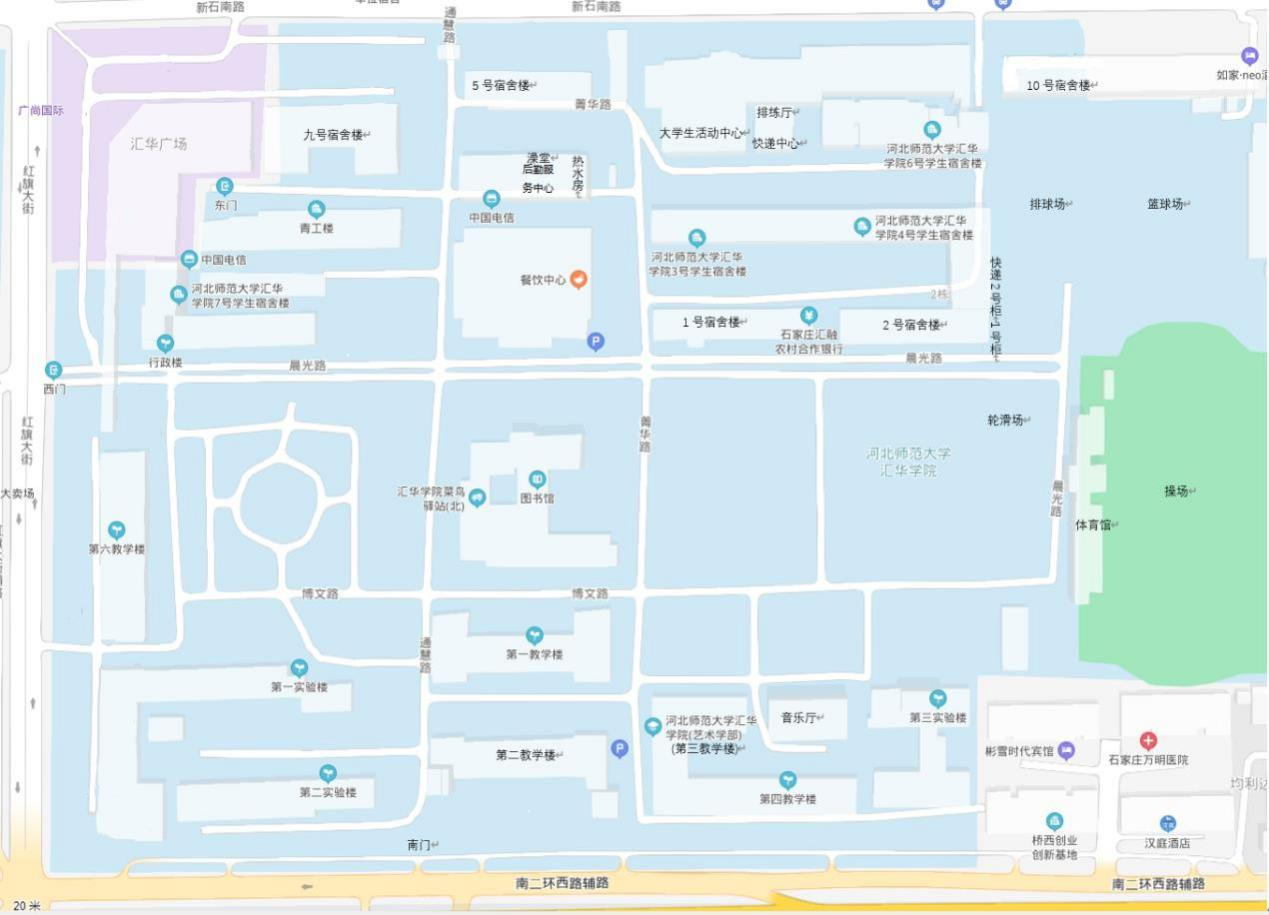 新石南路
新石南路
通慧路
5号宿舍楼
10号宿舍楼
如家·neo
广尚国际
菁华路
排练厅
汇华广场
九号宿舍楼
大学生活动中心
快递中心
河北师范大学汇华
学院6号学生宿舍楼
澡堂
后勤服
务中心
热水房
红旗大街
东门
中国电信
排球场
篮球场
青工楼
河北师范大学汇华
学院4号学生宿舍楼
河北师范大学汇华
学院3号学生宿舍楼
中国电信
餐饮中心
快递2号柜1号柜
河北师范大学汇华
学院7号学生宿舍楼
2栋
1号宿舍楼
石家庄汇融
农村合作银行
2号宿舍楼
P
行政楼
晨光路
晨光路
西门
红旗大街
菁华路
轮滑场
河北师范大学
汇华学院
大卖场
汇华学院菜鸟
驿站(北)
图书馆
晨光路
操场
体育馆
第六教学楼
博文路
博文路
通慧路
第一教学楼
第一实验楼
河北师范大学汇华
学院(艺术学部)
(第三教学楼)
音乐厅
第三实验楼
第二教学楼
P
彬雪时代宾馆
石家庄万明医院
均利达
第二实验楼
第四教学楼
南门
桥西创业
创新基地
汉庭酒店
南二环西路辅路
南二环西路辅路
20米